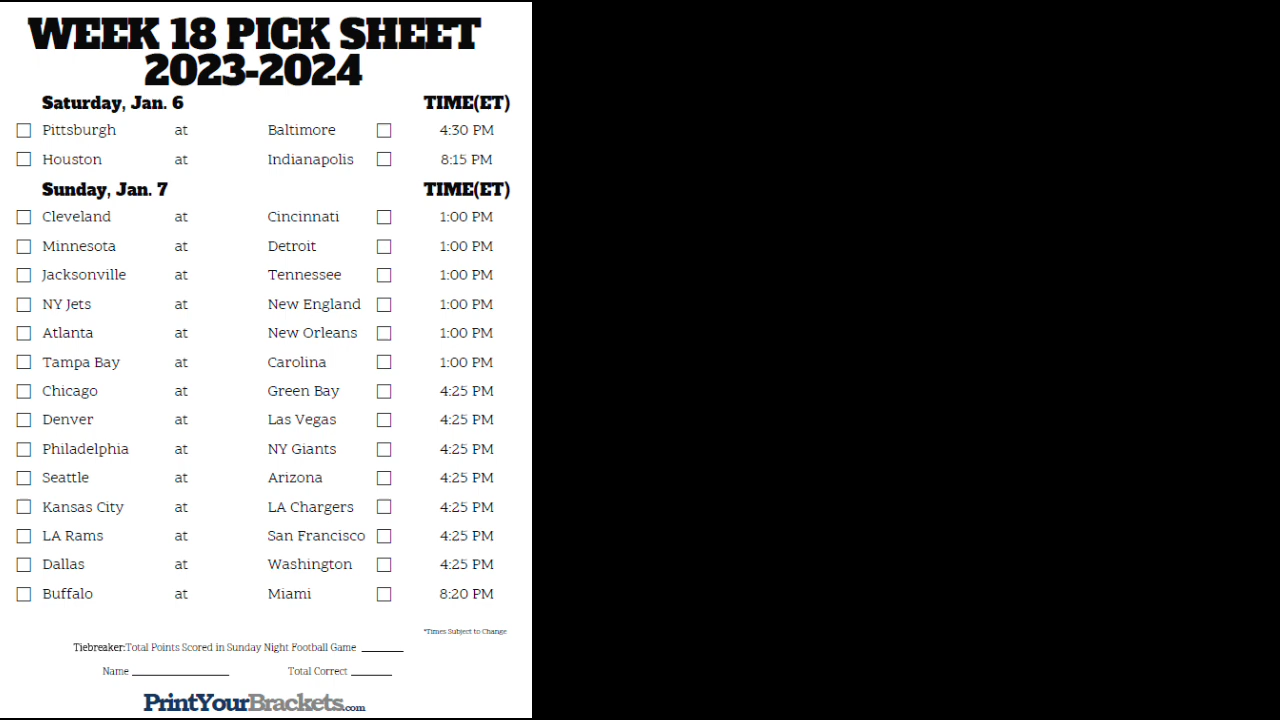 WEEK 18 PICK SHEET
2023-2024
Saturday, Jan. 6 TIME(ET)
Pittsburgh at Baltimore 4:30 PM
Houston at Indianapolis 8:15 PM
Sunday, Jan. 7 TIME(ET)
Cleveland at Cincinnati 1:00 PM
Minnesota at Detroit 1:00 PM
Jacksonville at Tennessee 1:00 PM
NY Jets at New England 1:00 PM
Atlanta at New Orleans 1:00 PM
Tampa Bay at Carolina 1:00 PM
Chicago at Green Bay 4:25 PM
Denver at Las Vegas 4:25 PM
Philadelphia at NY Giants 4:25 PM
Seattle at Arizona 4:25 PM
Kansas City at LA Chargers 4:25 PM
LA Rams at San Francisco 4:25 PM
Dallas at Washington 4:25 PM
Buffalo at Miami 8:20 PM
*Times Subject to Change
Tiebreaker:Total Points Scored in Sunday Night Football Game
Name Total Correct
PrintYourBrackets.com